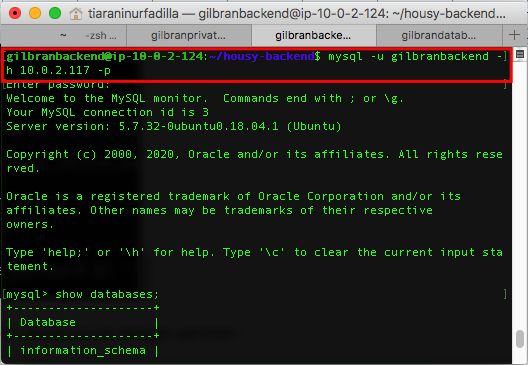 tiaraninurfadilla — gilbranbackend@ip-10-0-2-124: ~/housy-backend...
~ -zsh gilbranprivat... gilbranbacke... gilbrandatab... +
gilbranbackend@ip-10-0-2-124:~/housy-backend$ mysql -u gilbranbackend -
h 10.0.2.117 -p
Enter password:
Welcome to the MySQL monitor.  Commands end with ; or \g.
Your MySQL connection id is 3
Server version: 5.7.32-0ubuntu0.18.04.1 (Ubuntu)
Copyright (c) 2000, 2020, Oracle and/or its affiliates. All rights rese
rved.
Oracle is a registered trademark of Oracle Corporation and/or its
affiliates. Other names may be trademarks of their respective
owners.
Type 'help;' or '\h' for help. Type '\c' to clear the current input sta
tement.
[mysql> show databases; ]
+--------------------+
| Database           |
+--------------------+
| information_schema |